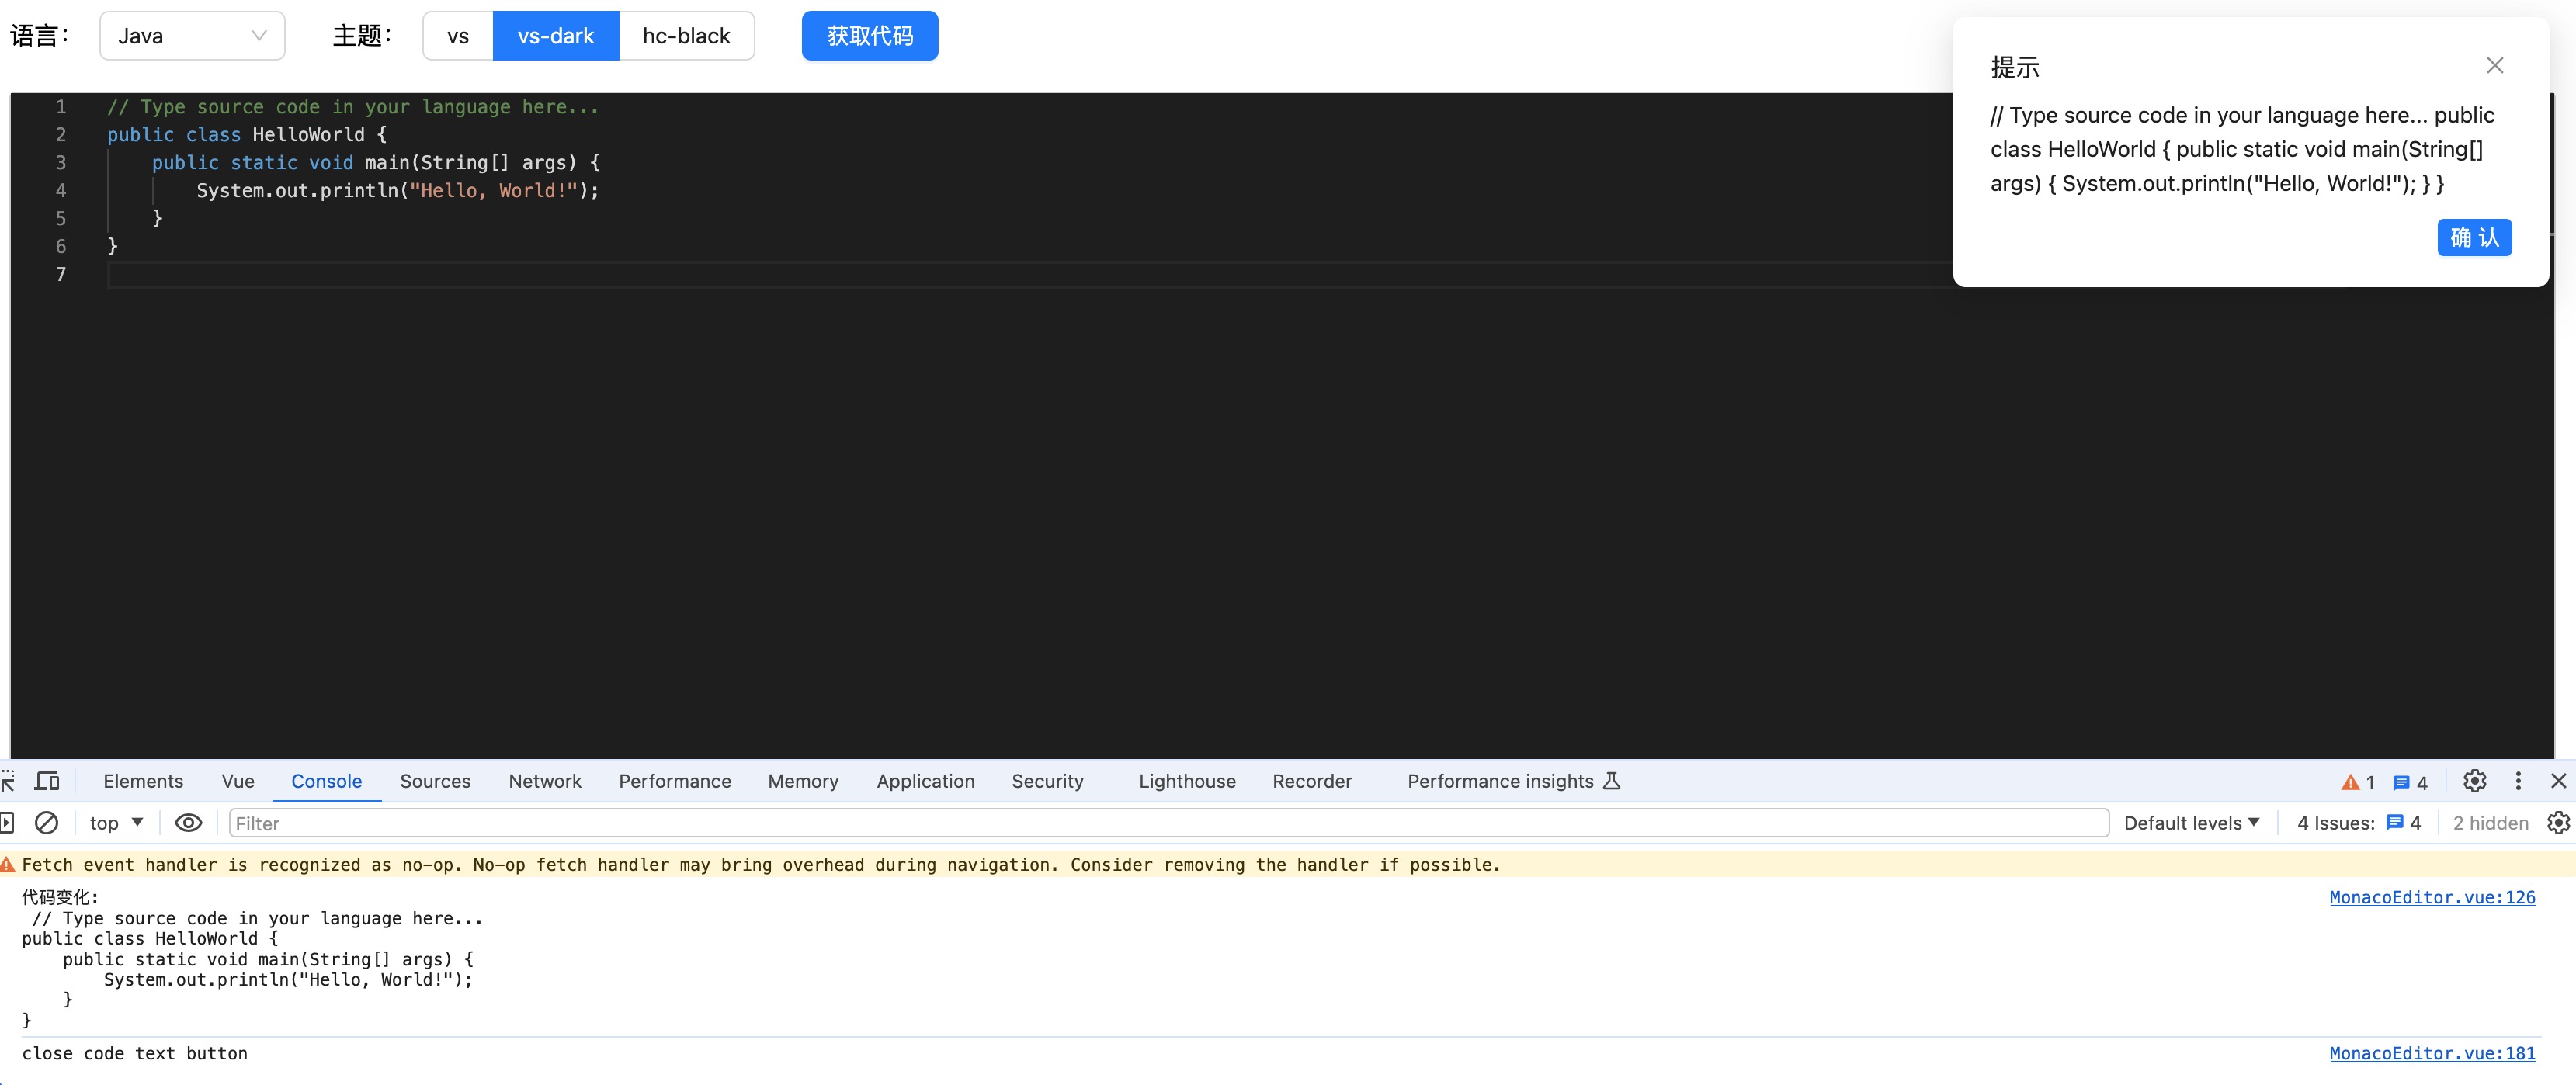 语言： Java 主题： vs vs-dark hc-black 获取代码
提示
// Type source code in your language here... public
class HelloWorld { public static void main(String[]
args) { System.out.println("Hello, World!"); } }
确 认
1 // Type source code in your language here...
2 public class HelloWorld {
3     public static void main(String[] args) {
4         System.out.println("Hello, World!");
5     }
6 }
7
Elements Vue Console Sources Network Performance Memory Application Security Lighthouse Recorder Performance insights 1 4
top Filter Default levels 4 Issues: 4 2 hidden
Fetch event handler is recognized as no-op. No-op fetch handler may bring overhead during navigation. Consider removing the handler if possible.
代码变化: MonacoEditor.vue:126
 // Type source code in your language here...
public class HelloWorld {
    public static void main(String[] args) {
        System.out.println("Hello, World!");
    }
}
close code text button MonacoEditor.vue:181